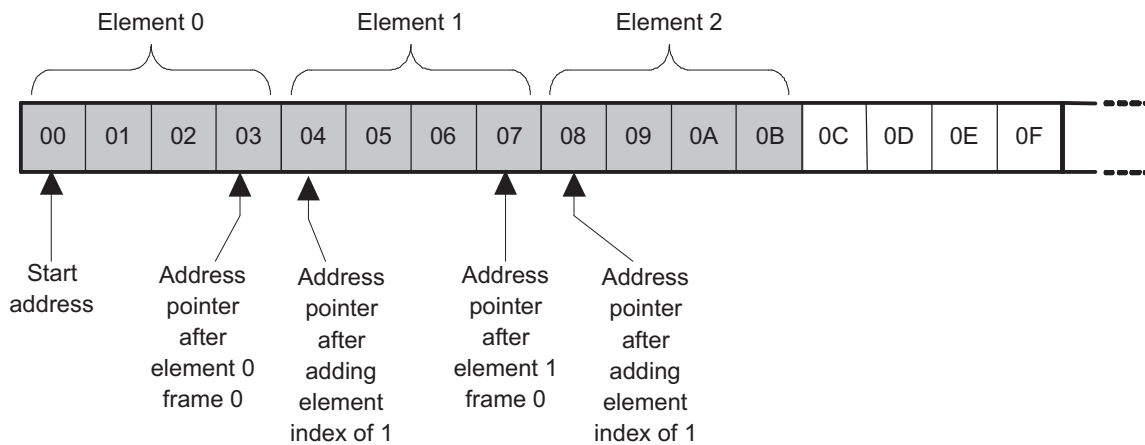 Element 0
Element 1
Element 2
00 01 02 03 04 05 06 07 08 09 0A 0B 0C 0D 0E 0F
Start
address
Address
pointer
after
element 0
frame 0
Address
pointer
after
adding
element
index of 1
Address
pointer
after
element 1
frame 0
Address
pointer
after
adding
element
index of 1